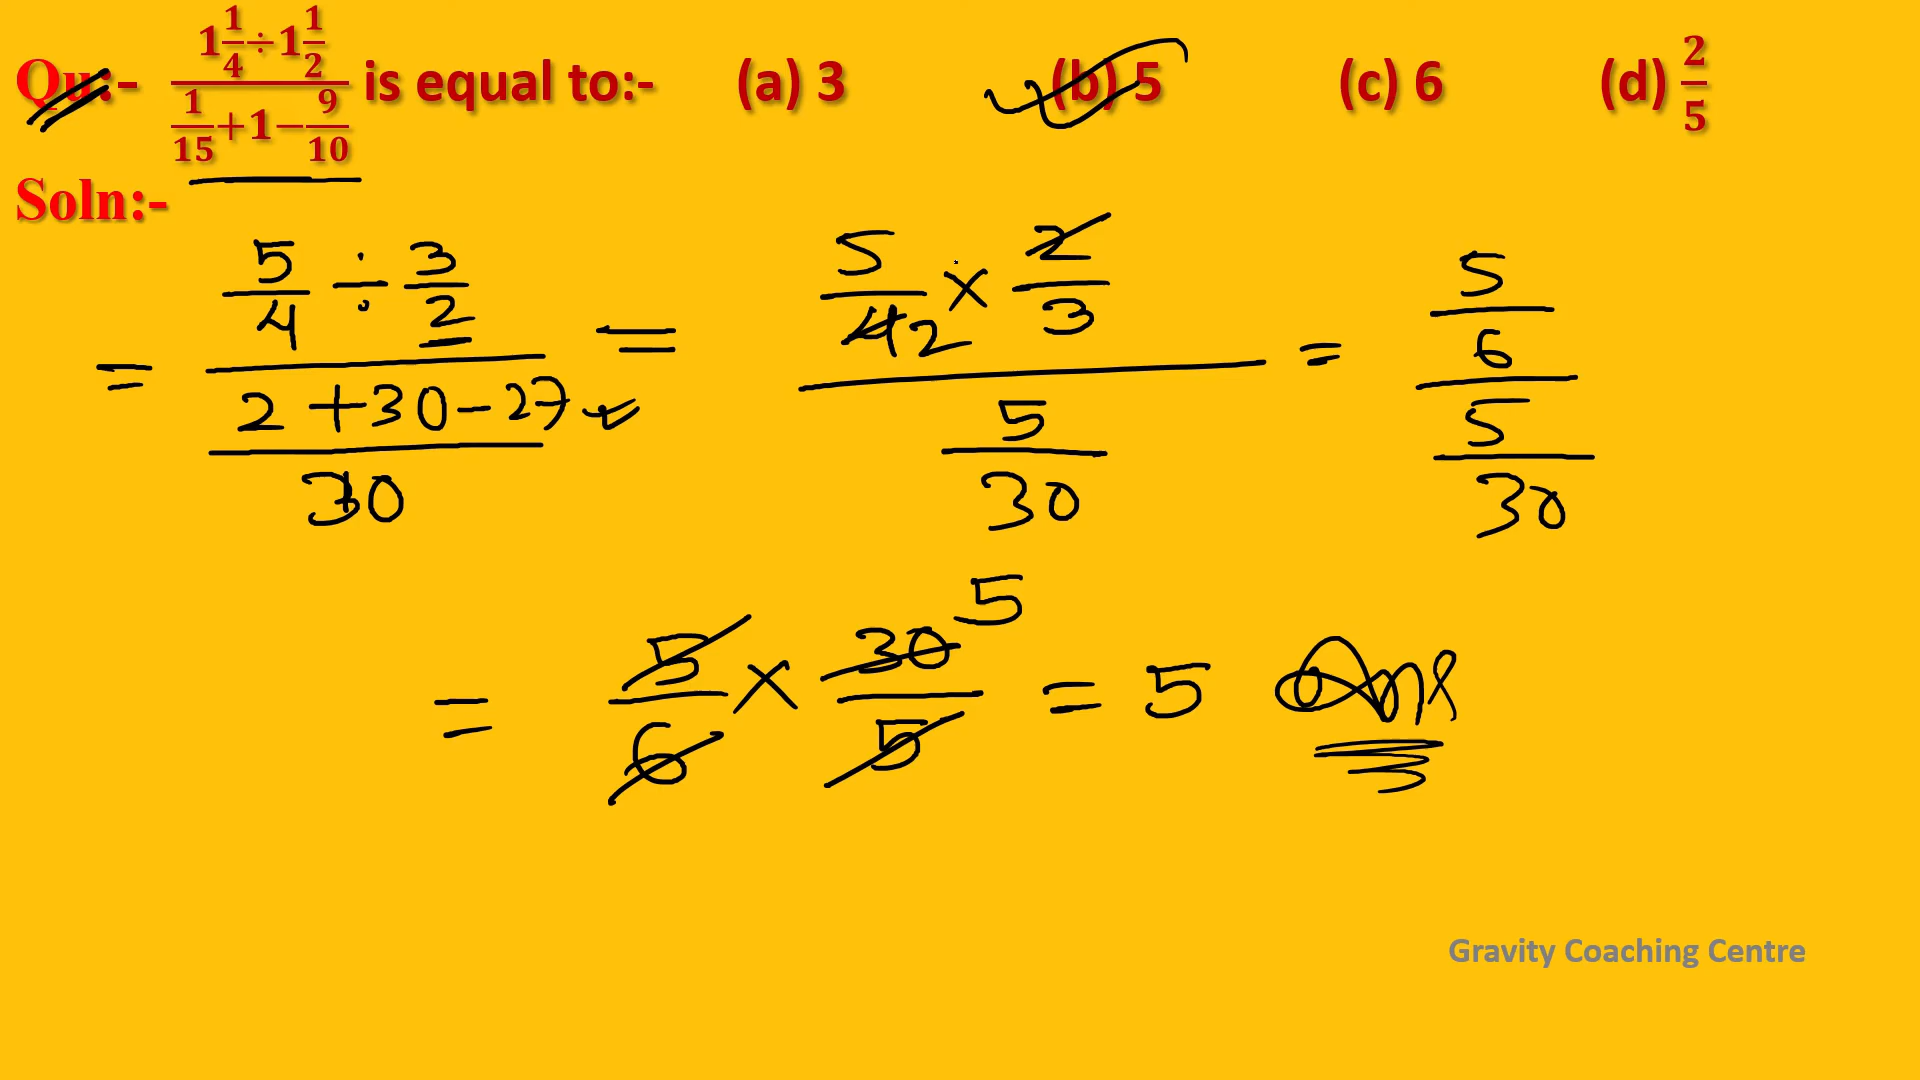 Qu:- (1 1/4 ÷ 1 1/2)/(1/15 + 1 − 9/10) is equal to:- (a) 3 (b) 5 (c) 6 (d) 2/5
Soln:-
= (5/4 ÷ 3/2)/((2 + 30 − 27)/30) = (5/4 2 × 2/3)/(5/30) = (5/6)/(5/30)
= 5/6 × 30/5 5 = 5 Ans
Gravity Coaching Centre